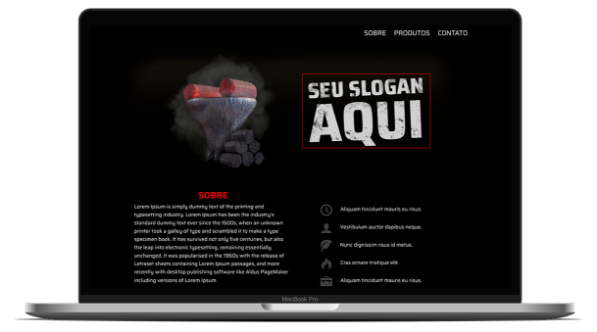 SOBRE PRODUTOS CONTATO
SEU SLOGAN
AQUI
SOBRE
Lorem Ipsum is simply dummy text of the printing and
typesetting industry. Lorem Ipsum has been the industry's
standard dummy text ever since the 1500s, when an unknown
printer took a galley of type and scrambled it to make a type
specimen book. It has survived not only five centuries, but also
the leap into electronic typesetting, remaining essentially
unchanged. It was popularised in the 1960s with the release of
Letraset sheets containing Lorem Ipsum passages, and more
recently with desktop publishing software like Aldus PageMaker
including versions of Lorem Ipsum.
Aliquam tincidunt mauris eu risus.
Vestibulum auctor dapibus neque.
Nunc dignissim risus id metus.
Cras ornare tristique elit.
Aliquam tincidunt mauris eu risus.
MacBook Pro